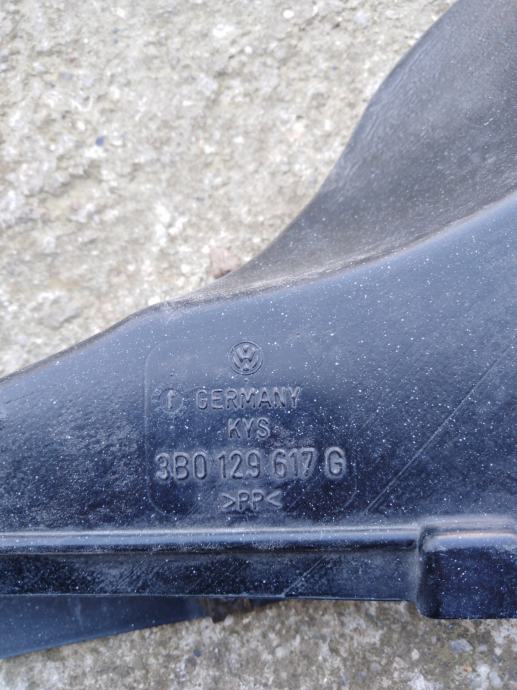 VW
GERMANY
KYS
3B0 129 617 G
>PP<